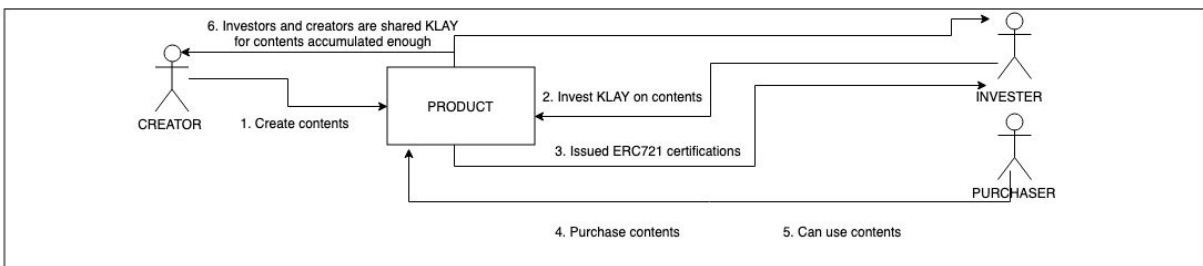 6. Investors and creators are shared KLAY
for contents accumulated enough
CREATOR
1. Create contents
PRODUCT
2. Invest KLAY on contents
INVESTER
3. Issued ERC721 certifications
PURCHASER
4. Purchase contents
5. Can use contents